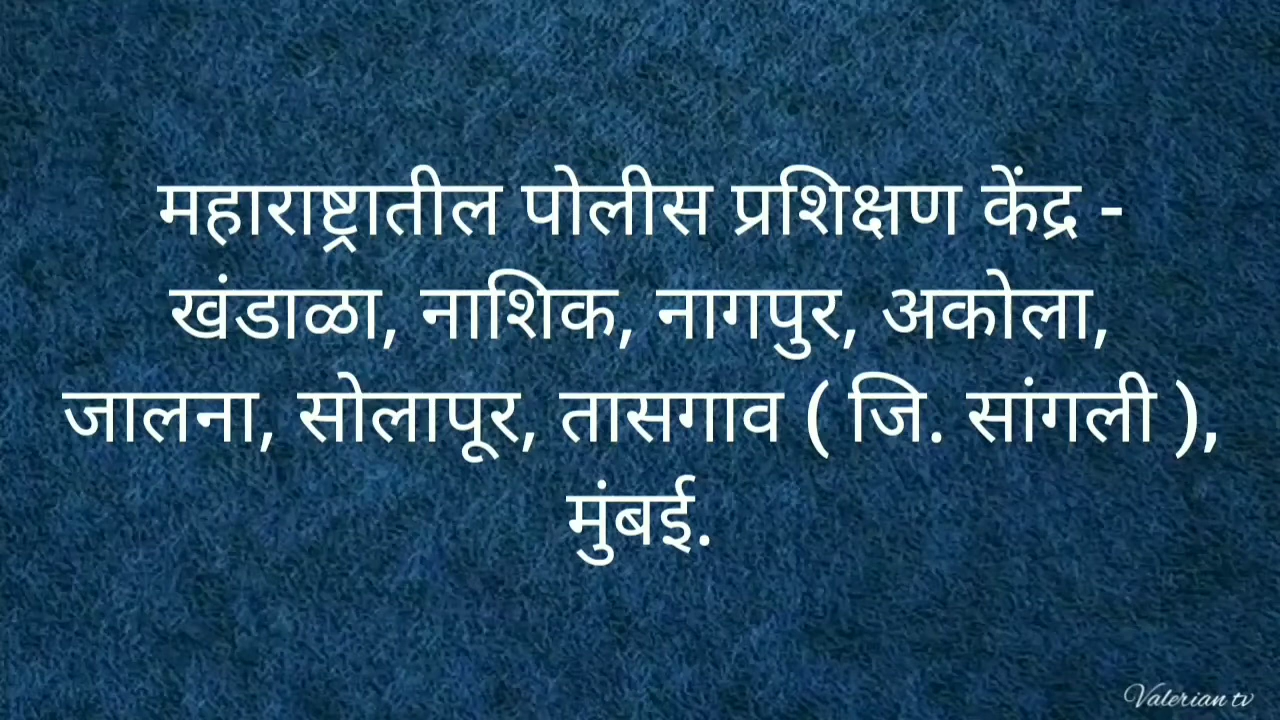 महाराष्ट्रातील पोलीस प्रशिक्षण केंद्र -
खंडाळा, नाशिक, नागपुर, अकोला,
जालना, सोलापूर, तासगाव ( जि. सांगली ),
मुंबई.
Valerian tv